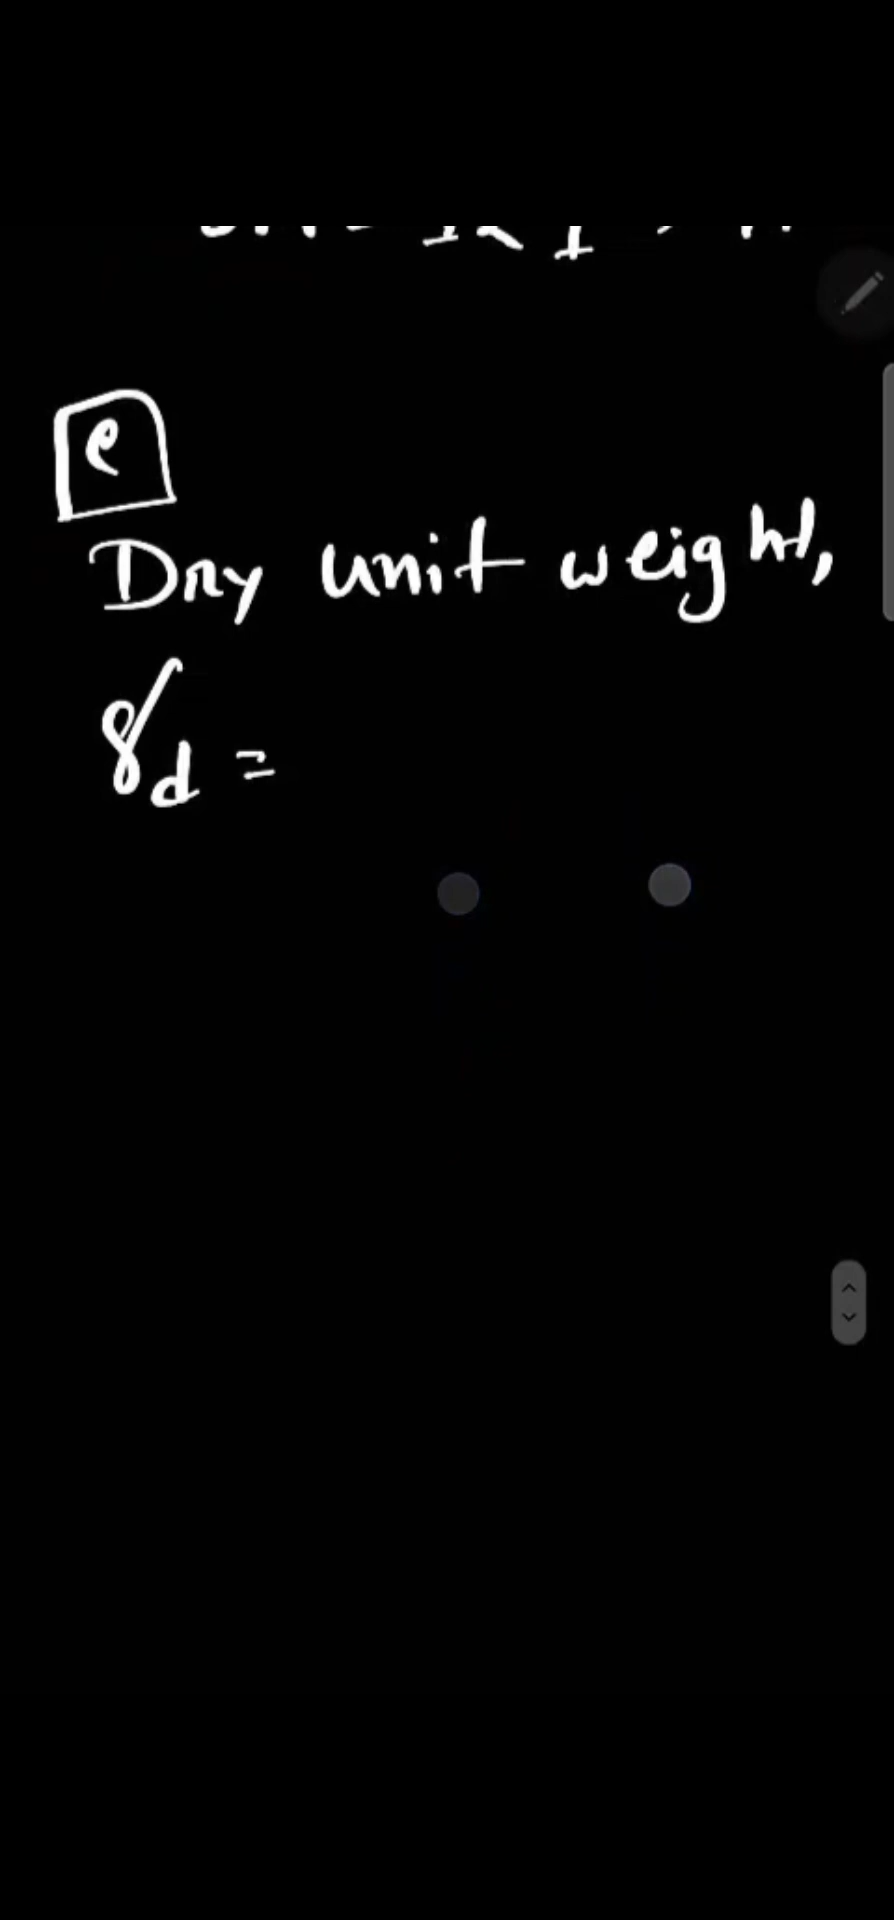 e
Dry unit weight,
γd =